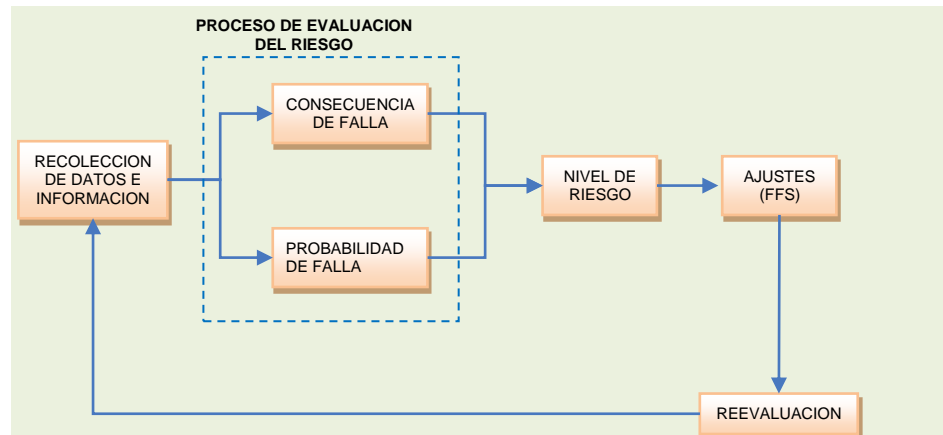 PROCESO DE EVALUACION
DEL RIESGO
RECOLECCION
DE DATOS E
INFORMACION
CONSECUENCIA
DE FALLA
PROBABILIDAD
DE FALLA
NIVEL DE
RIESGO
AJUSTES
(FFS)
REEVALUACION